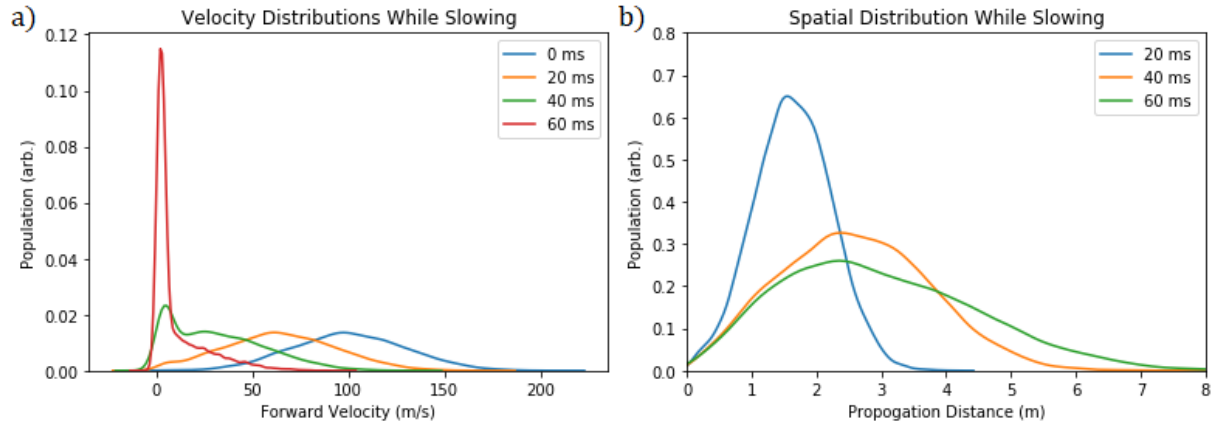 a)
Velocity Distributions While Slowing
Population (arb.)
0.12
0.10
0.08
0.06
0.04
0.02
0.00
0 ms
20 ms
40 ms
60 ms
0
50
100
150
200
Forward Velocity (m/s)
b)
Spatial Distribution While Slowing
Population (arb.)
0.8
0.7
0.6
0.5
0.4
0.3
0.2
0.1
0.0
20 ms
40 ms
60 ms
0
1
2
3
4
5
6
7
8
Propogation Distance (m)